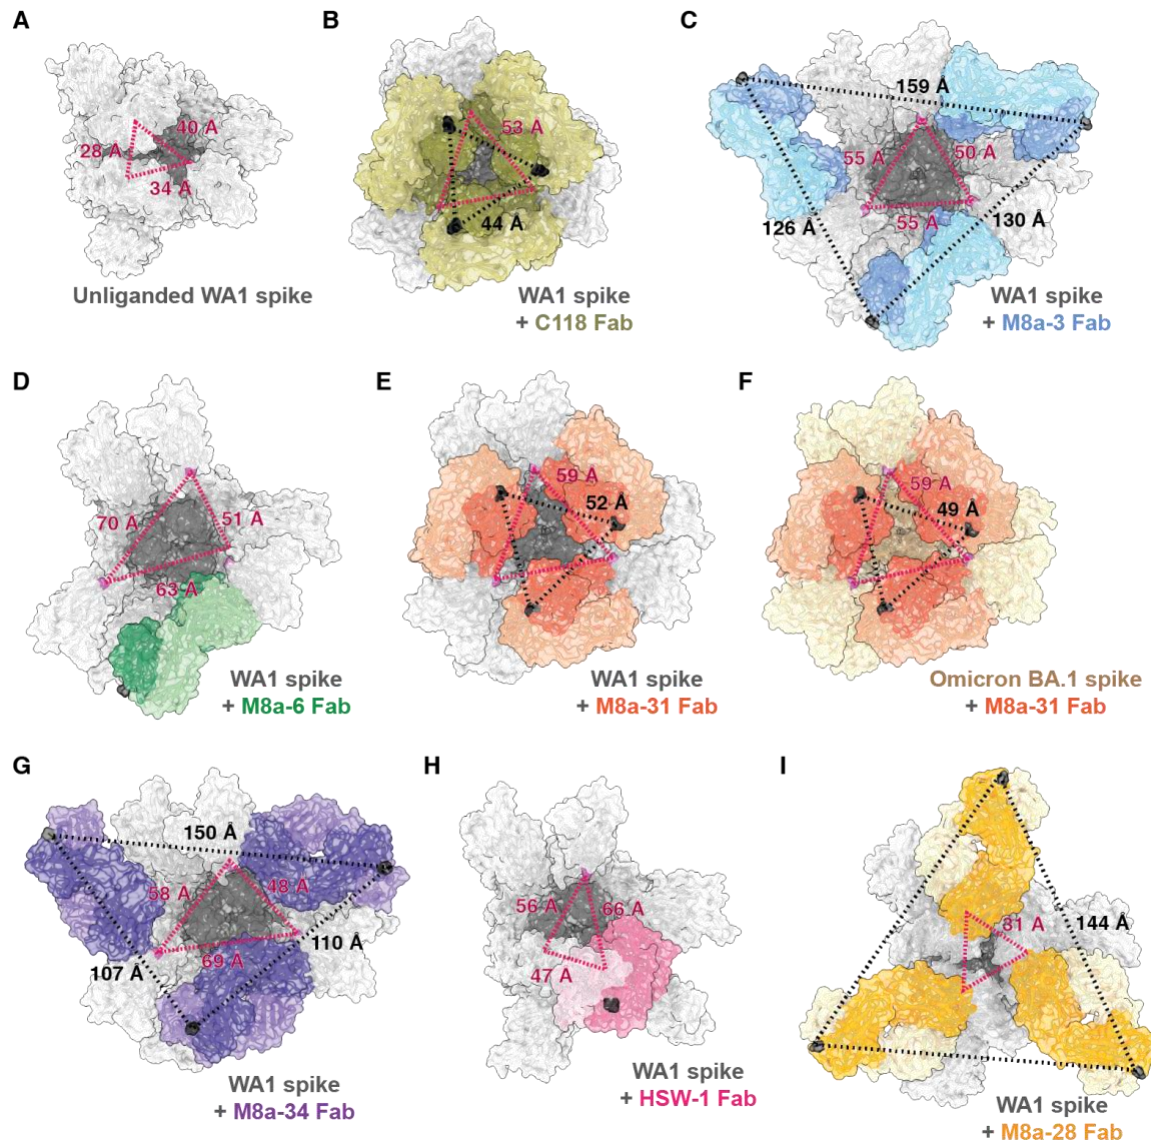 A
40 Å
28 Å
34 Å
Unliganded WA1 spike
B
53 Å
44 Å
WA1 spike
+ C118 Fab
C
159 Å
55 Å
50 Å
126 Å
55 Å
130 Å
WA1 spike
+ M8a-3 Fab
D
70 Å
51 Å
63 Å
WA1 spike
+ M8a-6 Fab
E
59 Å
52 Å
WA1 spike
+ M8a-31 Fab
F
59 Å
49 Å
Omicron BA.1 spike
+ M8a-31 Fab
G
150 Å
58 Å
48 Å
110 Å
69 Å
107 Å
WA1 spike
+ M8a-34 Fab
H
56 Å
66 Å
47 Å
WA1 spike
+ HSW-1 Fab
I
31 Å
144 Å
WA1 spike
+ M8a-28 Fab